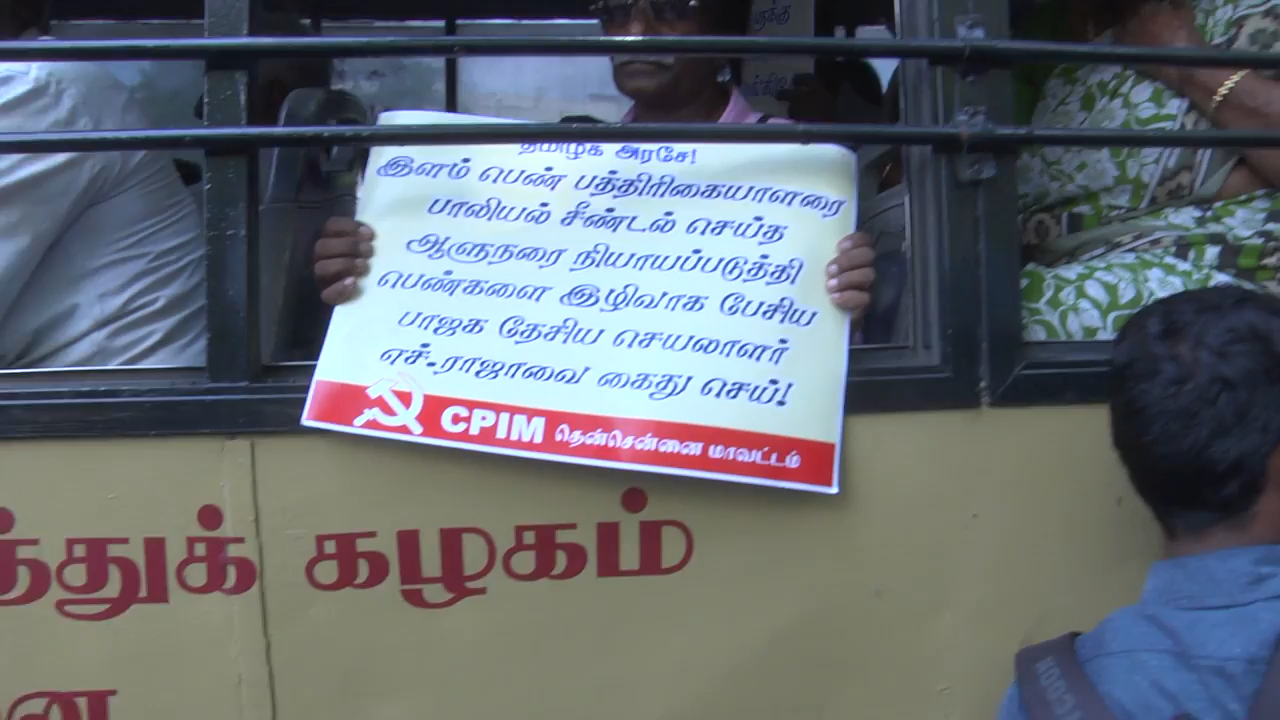 தமிழக அரசே!
இளம் பெண் பத்திரிகையாளரை
பாலியல் சீண்டல் செய்த
ஆளுநரை நியாயப்படுத்தி
பெண்களை இழிவாக பேசிய
பாஜக தேசிய செயலாளர்
எச்.ராஜாவை கைது செய்!
CPIM தென்சென்னை மாவட்டம்
த்துக் கழகம்